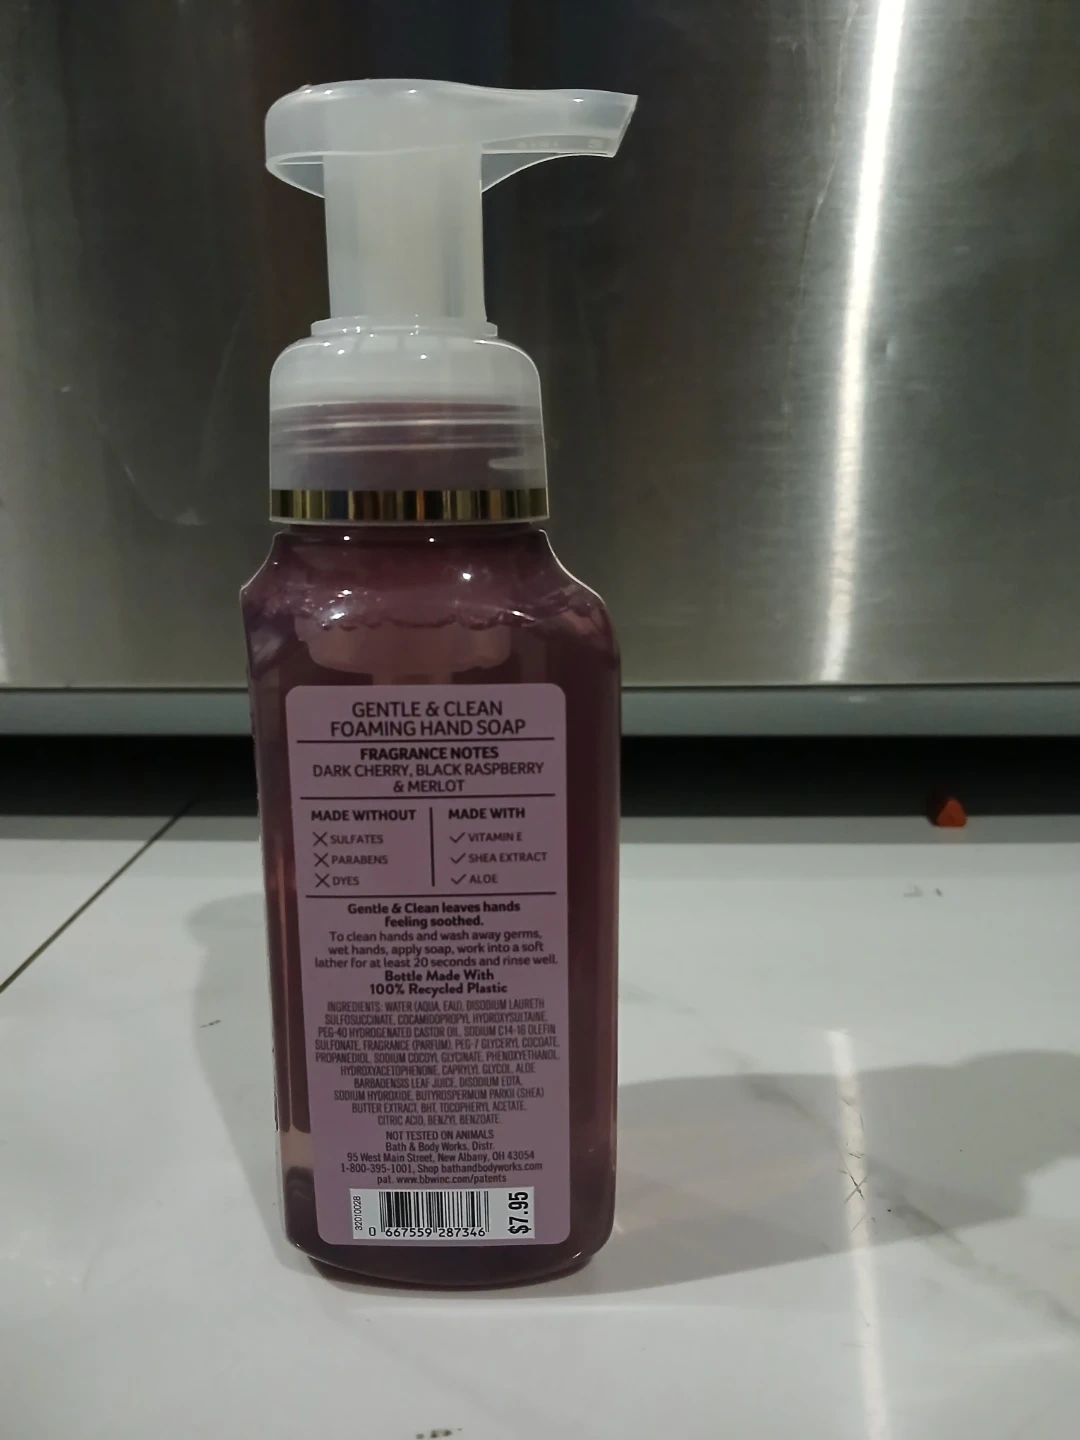 GENTLE & CLEAN
FOAMING HAND SOAP
FRAGRANCE NOTES
DARK CHERRY, BLACK RASPBERRY
& MERLOT
MADE WITHOUT
SULFATES
PARABENS
DYES
MADE WITH
VITAMIN E
SHEA EXTRACT
ALOE
Gentle & Clean leaves hands
feeling soothed.
To clean hands and wash away germs,
wet hands, apply soap, work into a soft
lather for at least 20 seconds and rinse well.
Bottle Made With
100% Recycled Plastic
INGREDIENTS: WATER (AQUA, EAU), DISODIUM LAURETH
SULFOSUCCINATE, COCAMIDOPROPYL HYDROXYSULTAINE,
PEG-40 HYDROGENATED CASTOR OIL, SODIUM C14-16 OLEFIN
SULFONATE, FRAGRANCE (PARFUM), PEG-7 GLYCERYL COCOATE,
PROPANEDIOL, SODIUM COCOYL GLYCINATE, PHENOXYETHANOL,
HYDROXYACETOPHENONE, CAPRYLYL GLYCOL, ALOE
BARBADENSIS LEAF JUICE, DISODIUM EDTA,
SODIUM HYDROXIDE, BUTYROSPERMUM PARKII (SHEA)
BUTTER EXTRACT, BHT, TOCOPHERYL ACETATE,
CITRIC ACID, BENZYL BENZOATE.
NOT TESTED ON ANIMALS
Bath & Body Works, Distr.
95 West Main Street, New Albany, OH 43054
1-800-395-1001, Shop bathandbodyworks.com
pat. www.bbwinc.com/patents
32010028
0 667559 287346
$7.95